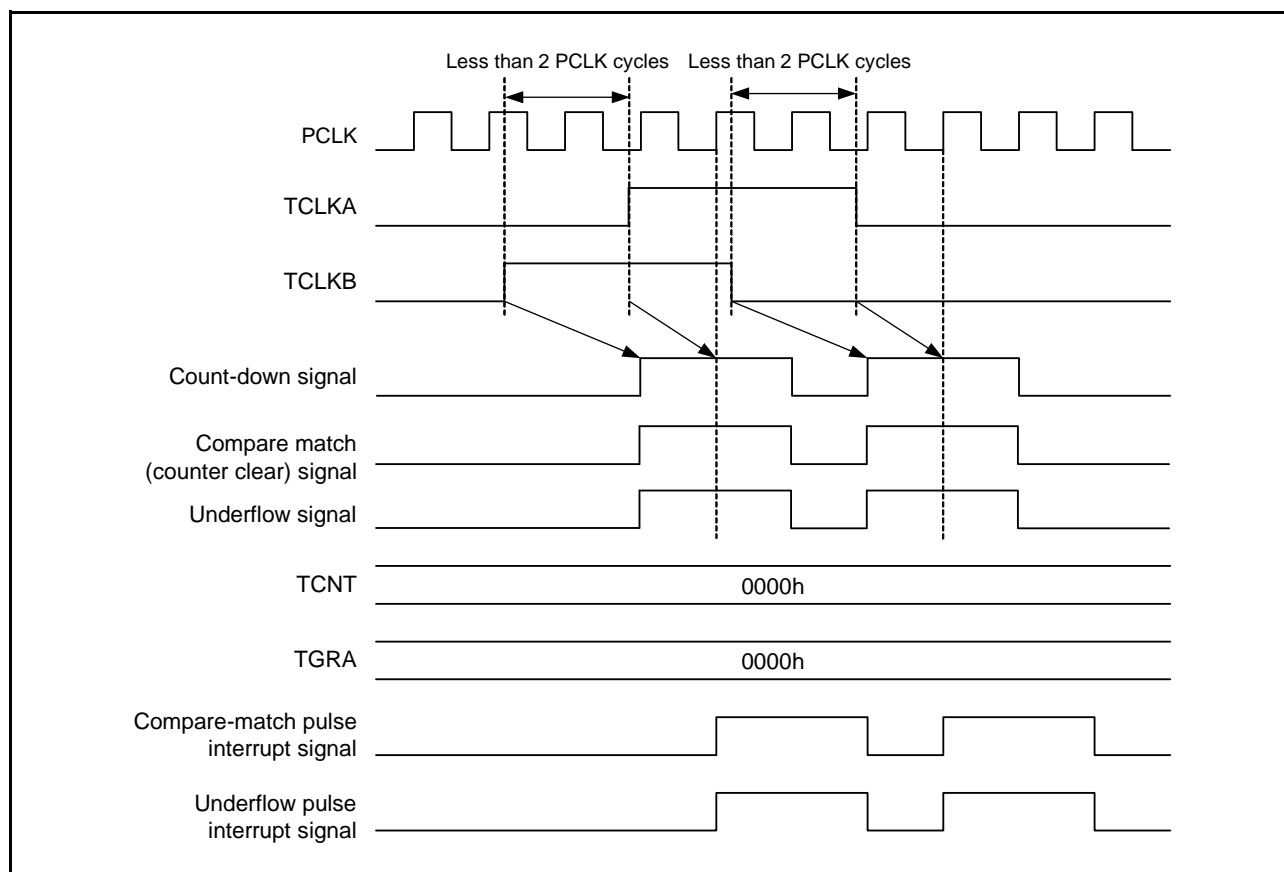 Less than 2 PCLK cycles
Less than 2 PCLK cycles
PCLK
TCLKA
TCLKB
Count-down signal
Compare match
(counter clear) signal
Underflow signal
TCNT
0000h
TGRA
0000h
Compare-match pulse
interrupt signal
Underflow pulse
interrupt signal